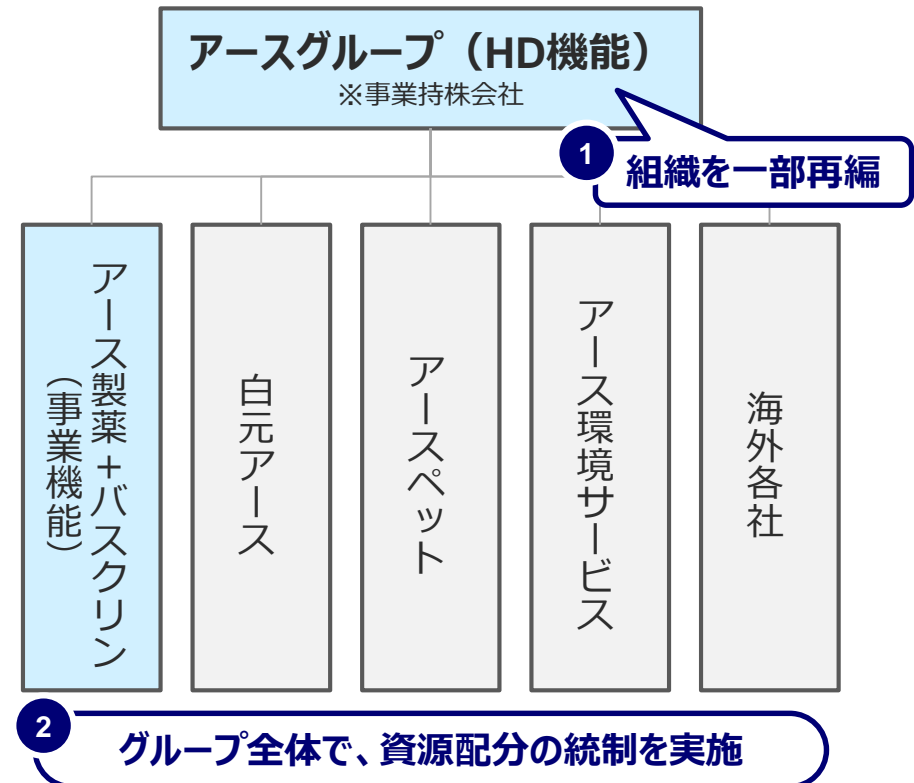 アースグループ（HD機能）
※事業持株会社
1
組織を一部再編
アース製薬＋バスクリン
（事業機能）
白元アース
アースペット
アース環境サービス
海外各社
2
グループ全体で、資源配分の統制を実施